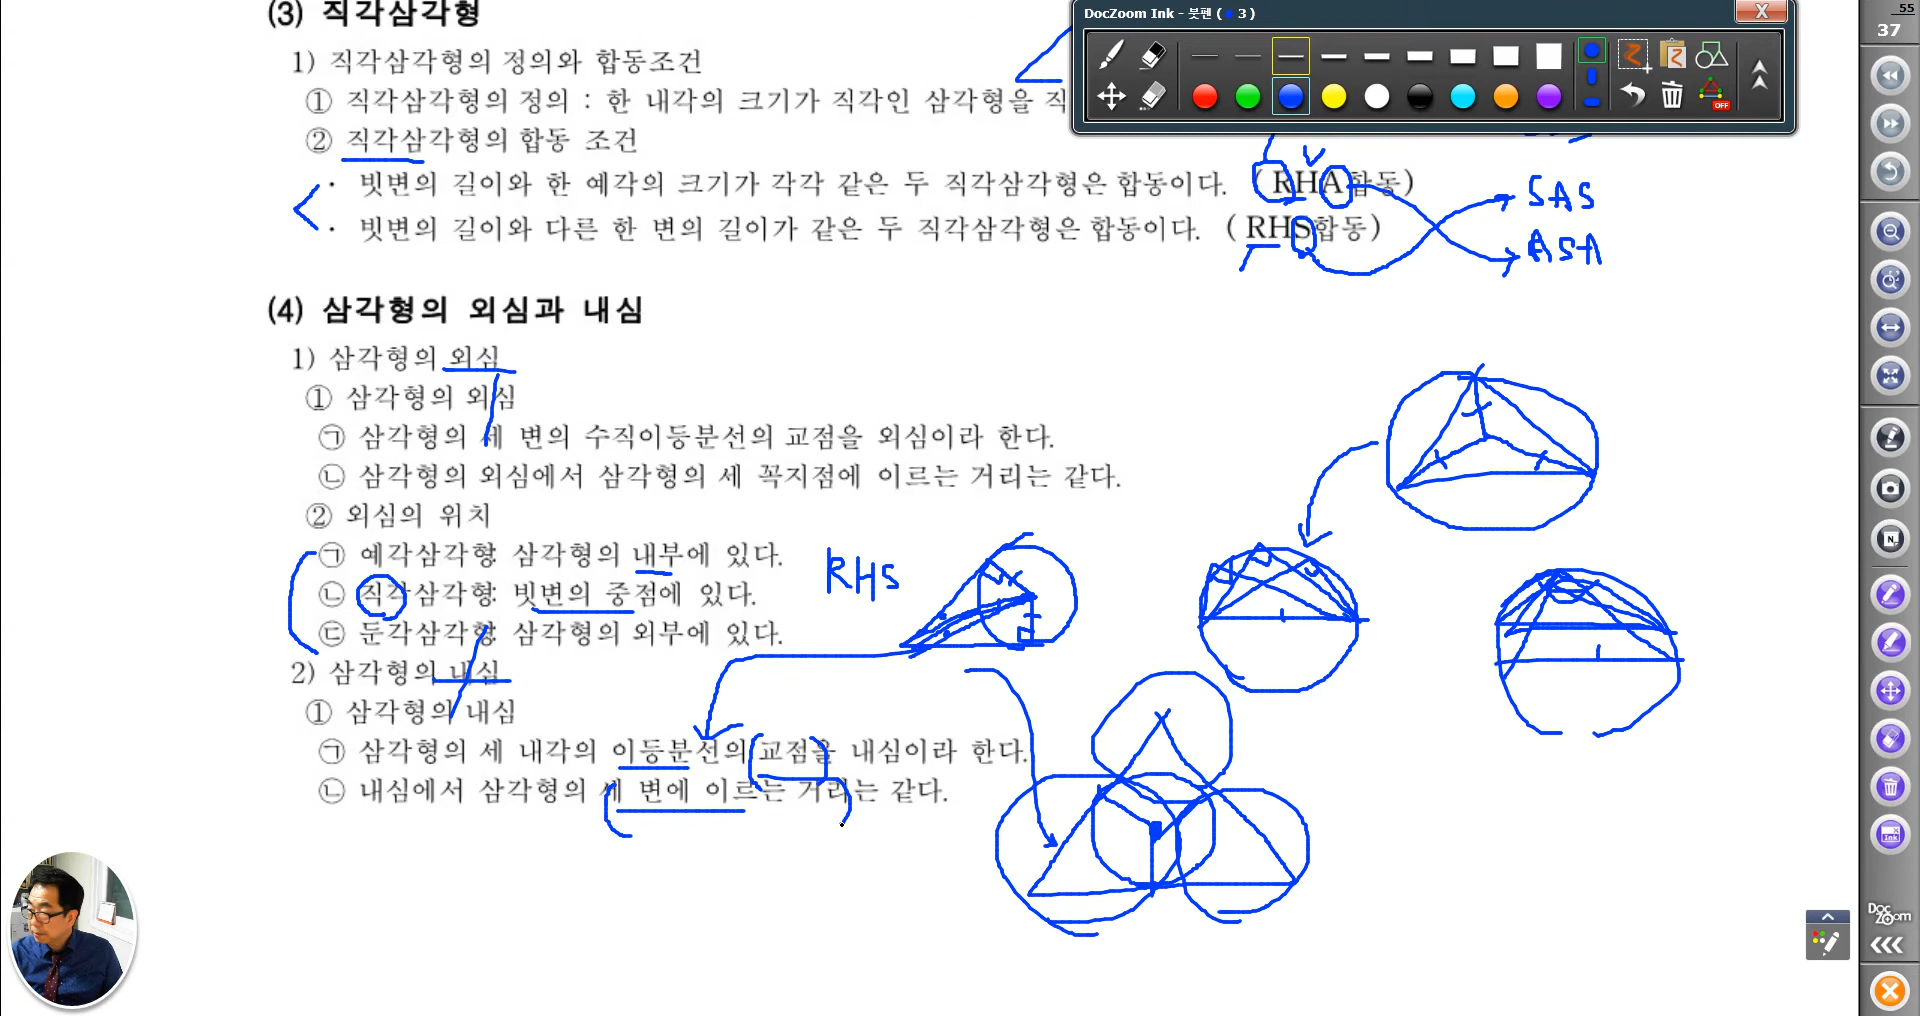 55
37
DocZoom Ink - 붓펜 ( 3 )
OFF
(3) 직각삼각형
1) 직각삼각형의 정의와 합동조건
① 직각삼각형의 정의 : 한 내각의 크기가 직각인 삼각형을 직
② 직각삼각형의 합동 조건
· 빗변의 길이와 한 예각의 크기가 각각 같은 두 직각삼각형은 합동이다. ( RHA합동)
SAS
· 빗변의 길이와 다른 한 변의 길이가 같은 두 직각삼각형은 합동이다. ( RHS합동)
ASA
(4) 삼각형의 외심과 내심
1) 삼각형의 외심
① 삼각형의 외심
㉠ 삼각형의 세 변의 수직이등분선의 교점을 외심이라 한다.
㉡ 삼각형의 외심에서 삼각형의 세 꼭지점에 이르는 거리는 같다.
② 외심의 위치
㉠ 예각삼각형: 삼각형의 내부에 있다.
RHS
㉡ 직각삼각형: 빗변의 중점에 있다.
㉢ 둔각삼각형: 삼각형의 외부에 있다.
2) 삼각형의 내심
① 삼각형의 내심
㉠ 삼각형의 세 내각의 이등분선의 교점을 내심이라 한다.
㉡ 내심에서 삼각형의 세 변에 이르는 거리는 같다.
N
Ink
Doc Zoom